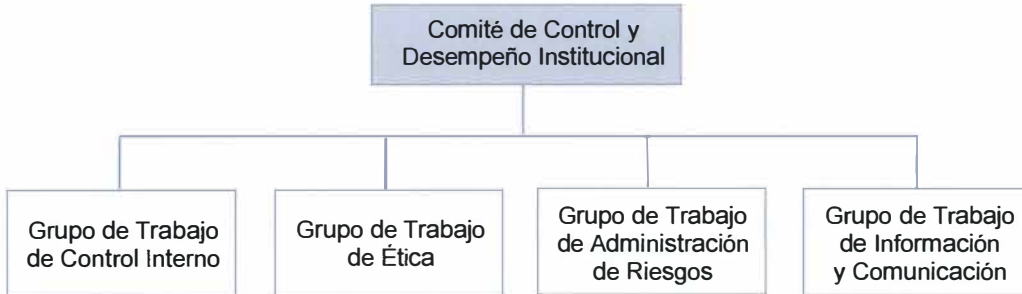 Comité de Control y
Desempeño Institucional
Grupo de Trabajo
de Control Interno
Grupo de Trabajo
de Ética
Grupo de Trabajo
de Administración
de Riesgos
Grupo de Trabajo
de Información
y Comunicación